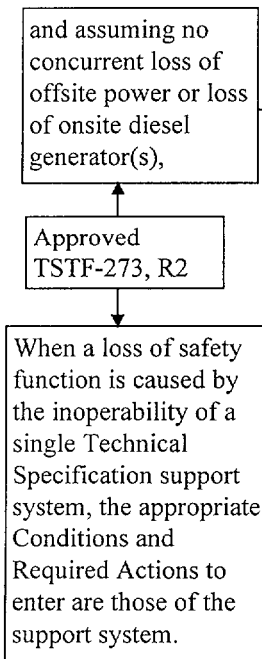 and assuming no
concurrent loss of
offsite power or loss
of onsite diesel
generator(s),
Approved
TSTF-273, R2
When a loss of safety
function is caused by
the inoperability of a
single Technical
Specification support
system, the appropriate
Conditions and
Required Actions to
enter are those of the
support system.